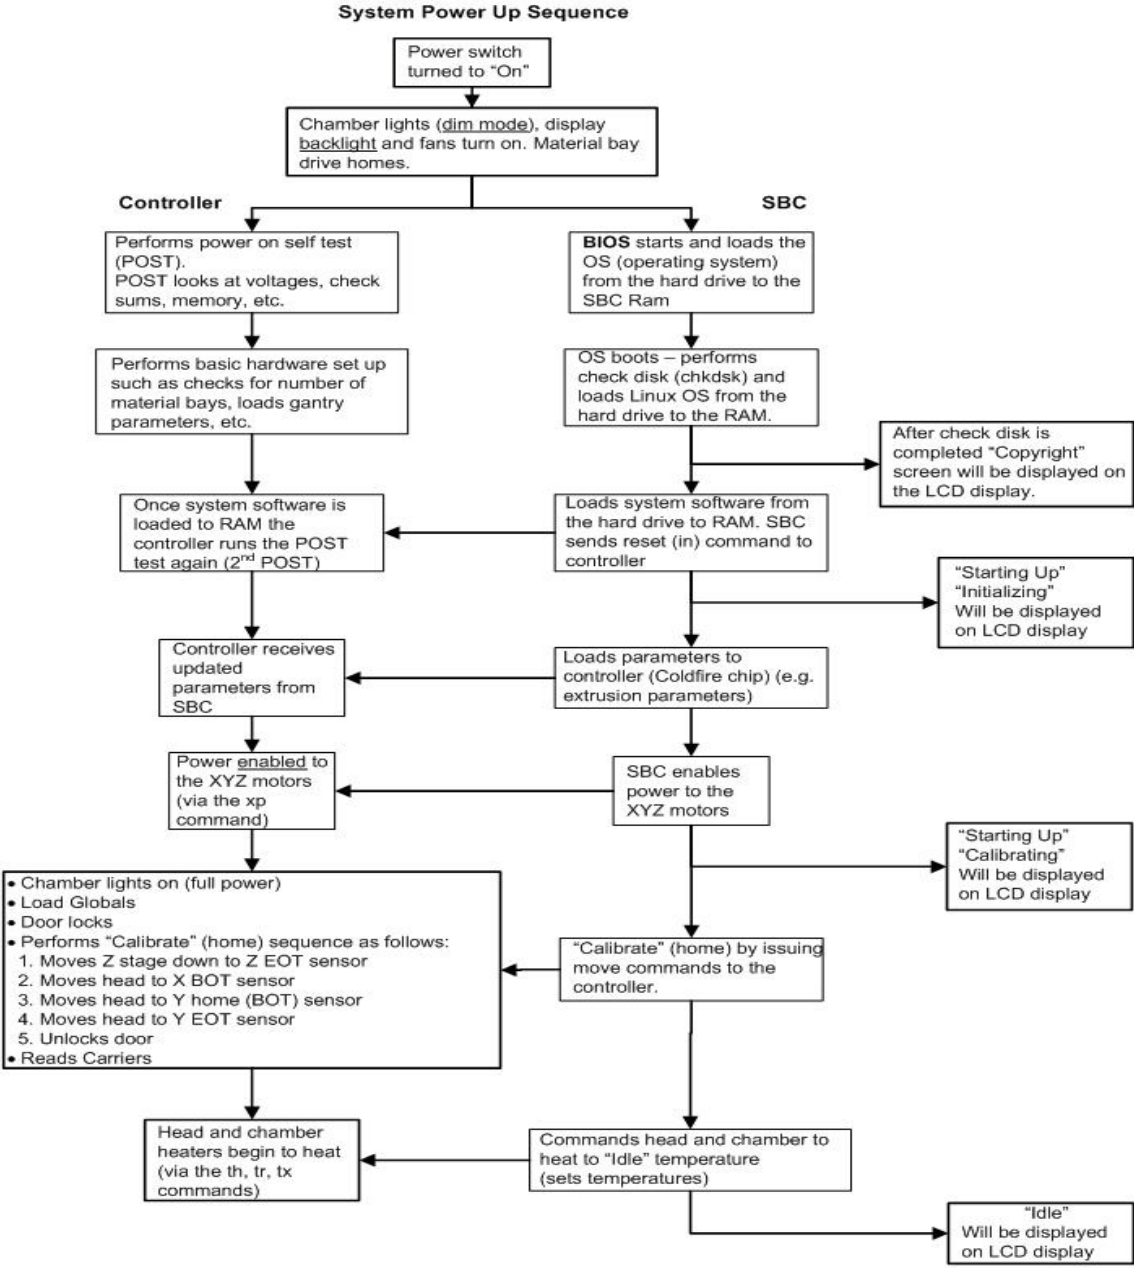 System Power Up Sequence
Power switch
turned to “On”
Chamber lights (dim mode), display
backlight and fans turn on. Material bay
drive homes.
Controller
SBC
Performs power on self test
(POST).
POST looks at voltages, check
sums, memory, etc.
BIOS starts and loads the
OS (operating system)
from the hard drive to the
SBC Ram
Performs basic hardware set up
such as checks for number of
material bays, loads gantry
parameters, etc.
OS boots – performs
check disk (chkdsk) and
loads Linux OS from the
hard drive to the RAM.
After check disk is
completed “Copyright”
screen will be displayed on
the LCD display.
Once system software is
loaded to RAM the
controller runs the POST
test again (2nd POST)
Loads system software from
the hard drive to RAM. SBC
sends reset (in) command to
controller
“Starting Up”
“Initializing”
Will be displayed
on LCD display
Controller receives
updated
parameters from
SBC
Loads parameters to
controller (Coldfire chip) (e.g.
extrusion parameters)
Power enabled to
the XYZ motors
(via the xp
command)
SBC enables
power to the
XYZ motors
“Starting Up”
“Calibrating”
Will be displayed
on LCD display
• Chamber lights on (full power)
• Load Globals
• Door locks
• Performs “Calibrate” (home) sequence as follows:
1. Moves Z stage down to Z EOT sensor
2. Moves head to X BOT sensor
3. Moves head to Y home (BOT) sensor
4. Moves head to Y EOT sensor
5. Unlocks door
• Reads Carriers
“Calibrate” (home) by issuing
move commands to the
controller.
Head and chamber
heaters begin to heat
(via the th, tr, tx
commands)
Commands head and chamber to
heat to “Idle” temperature
(sets temperatures)
“Idle”
Will be displayed
on LCD display